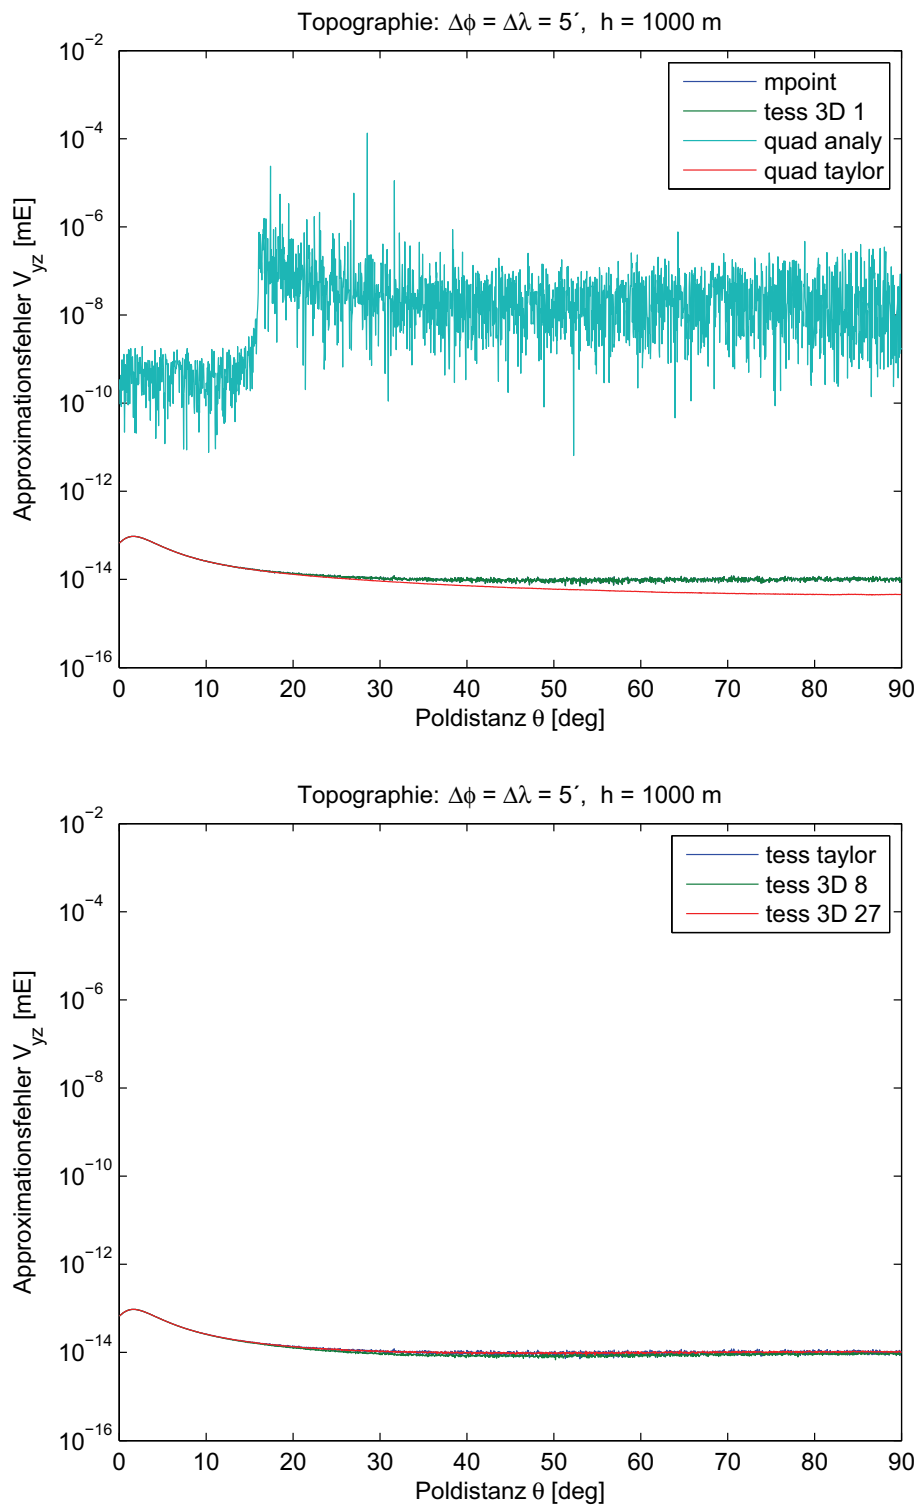 Topographie: Δϕ = Δλ = 5´, h = 1000 m
mpoint
tess 3D 1
quad analy
quad taylor
10−2
10−4
10−6
10−8
10−10
10−12
10−14
10−16
Approximationsfehler Vyz [mE]
0 10 20 30 40 50 60 70 80 90
Poldistanz θ [deg]
Topographie: Δϕ = Δλ = 5´, h = 1000 m
tess taylor
tess 3D 8
tess 3D 27
10−2
10−4
10−6
10−8
10−10
10−12
10−14
10−16
Approximationsfehler Vyz [mE]
0 10 20 30 40 50 60 70 80 90
Poldistanz θ [deg]